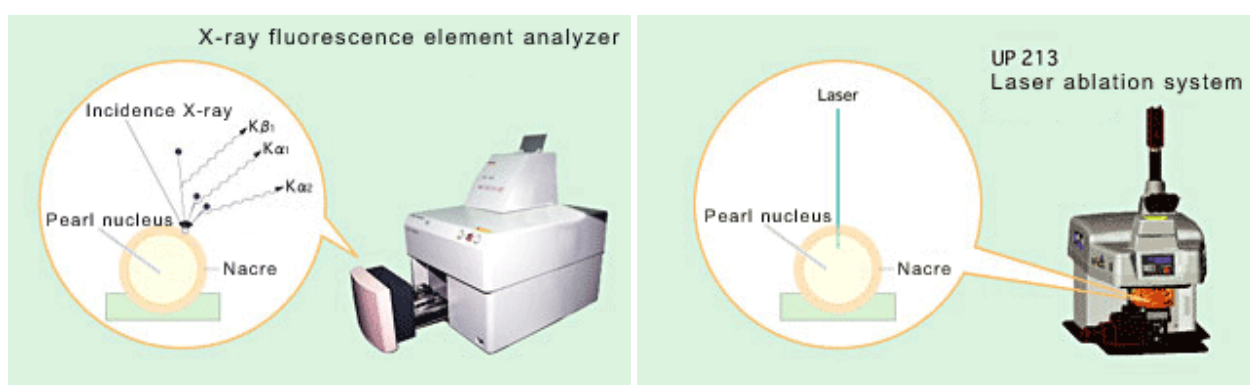 X-ray fluorescence element analyzer
Incidence X-ray
Kβ1
Kα1
Kα2
Pearl nucleus
Nacre
UP 213
Laser ablation system
Laser
Pearl nucleus
Nacre